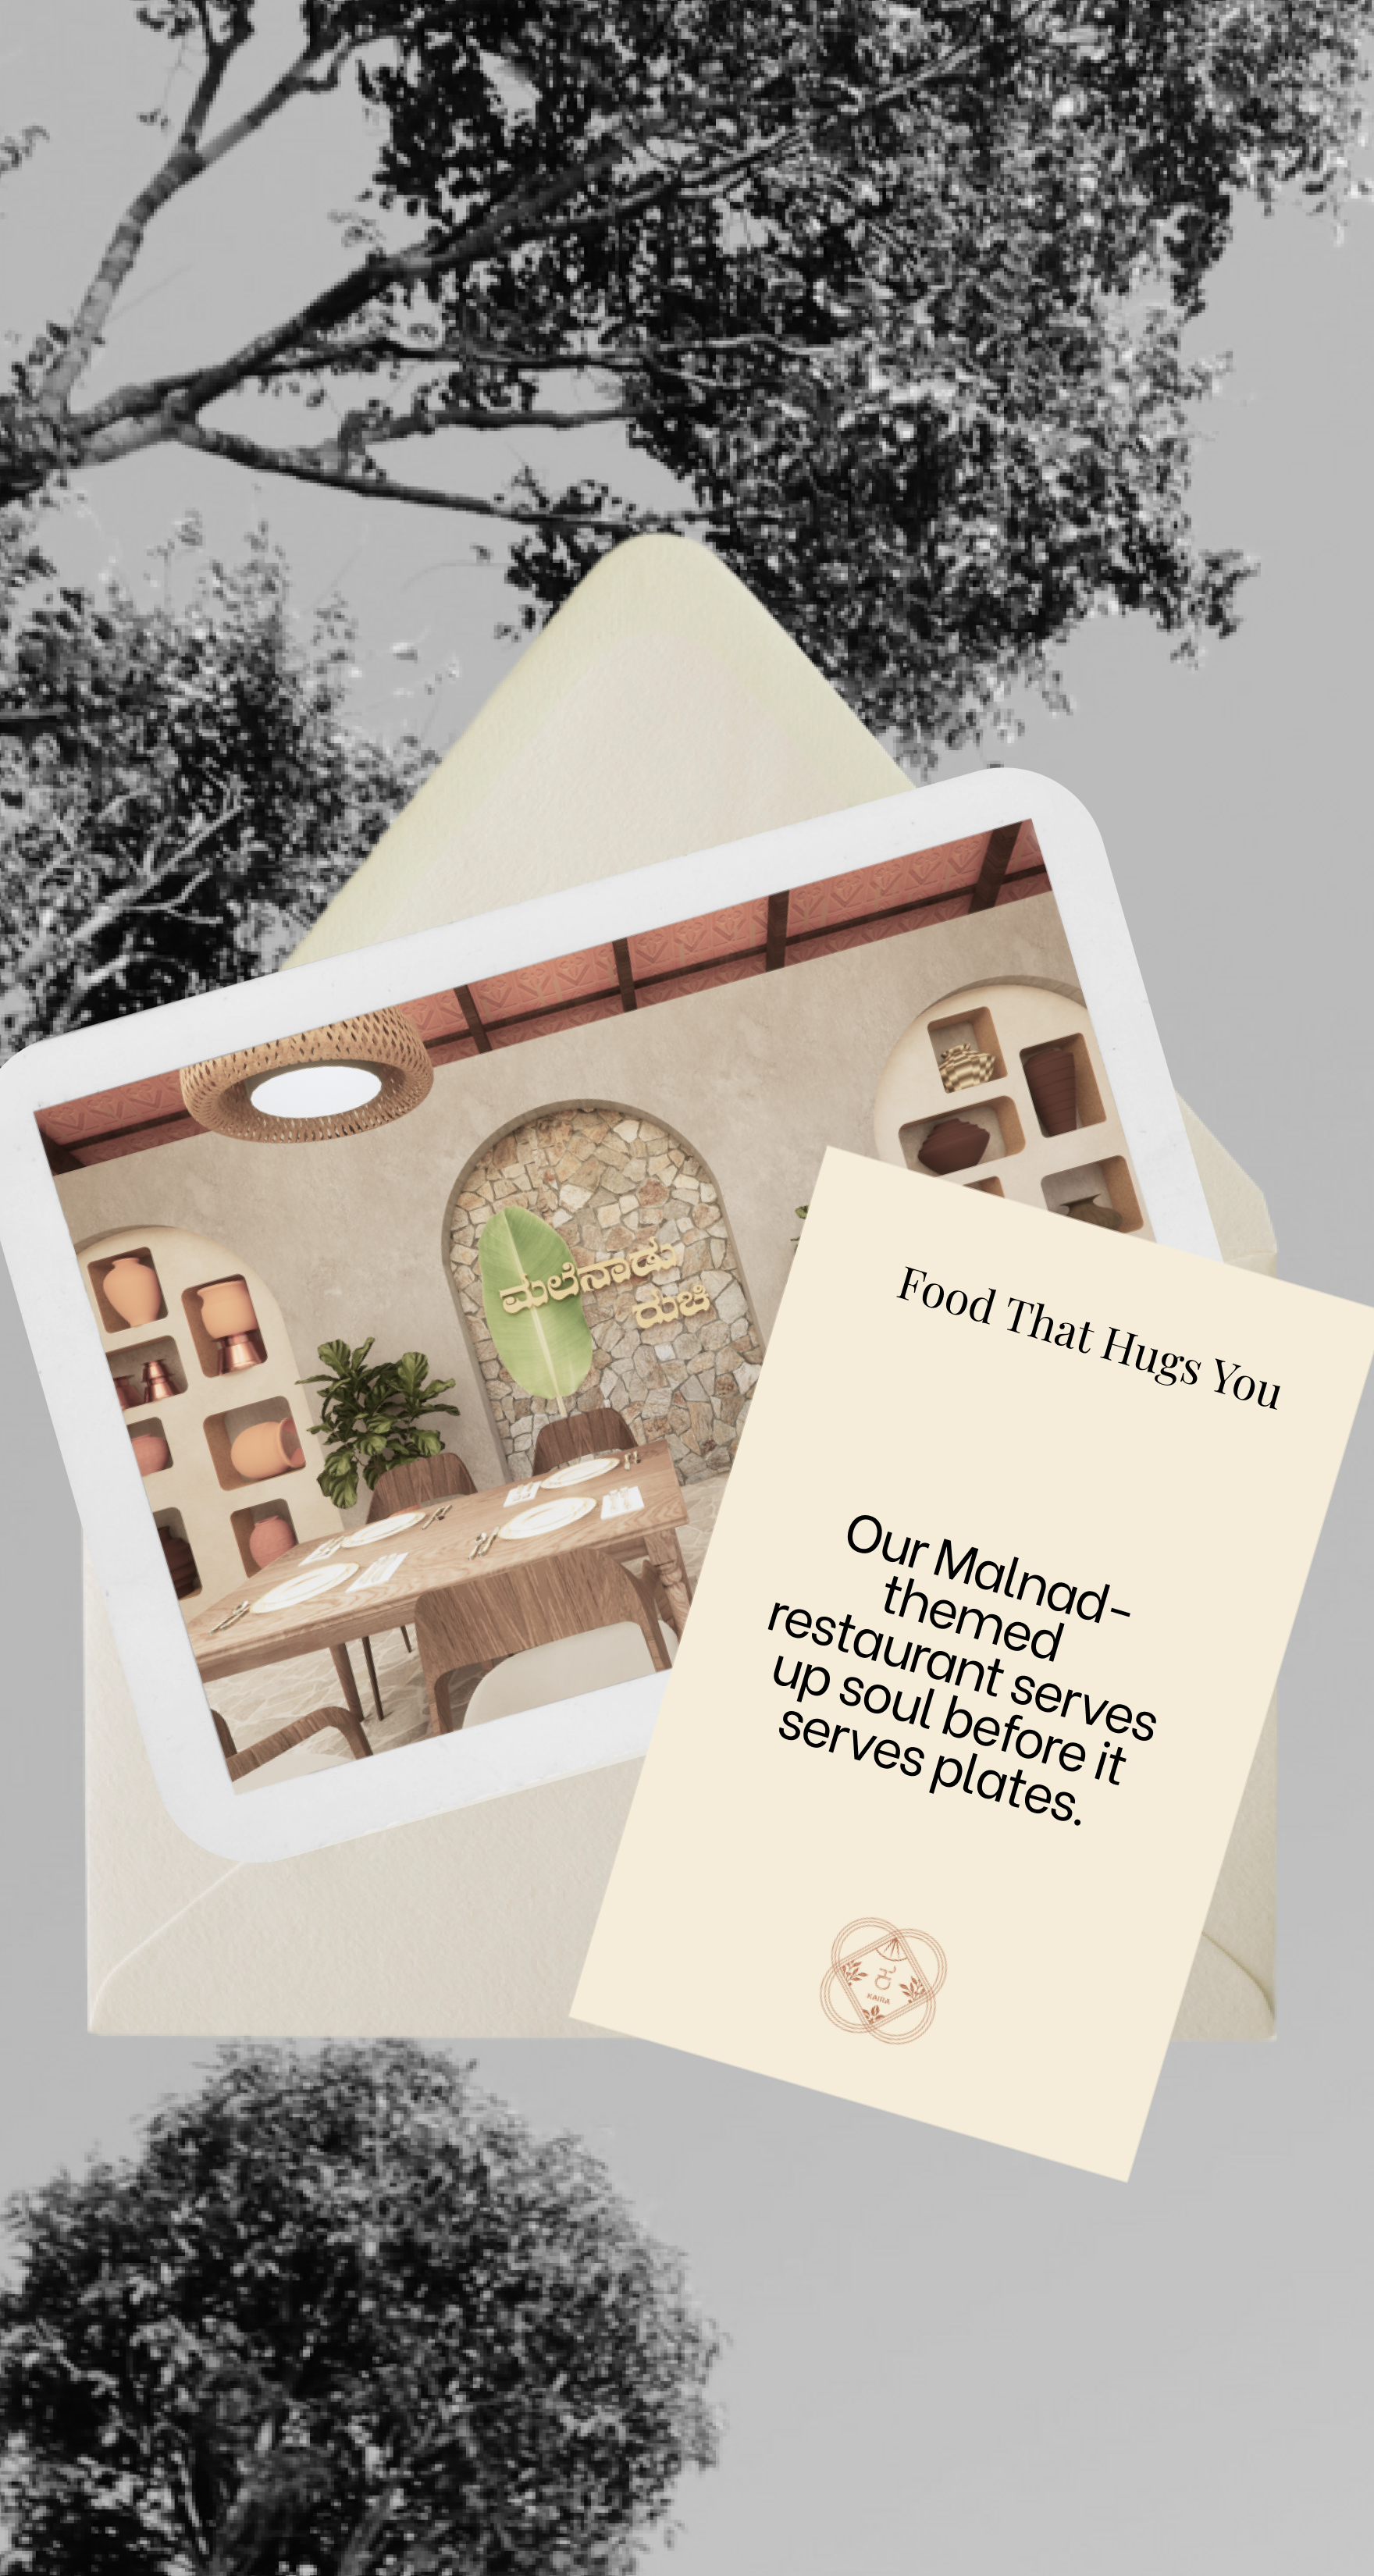 ಮಲೆನಾಡು
ರುಚಿ
Food That Hugs You
Our Malnad-
themed
restaurant serves
up soul before it
serves plates.
KAIRA